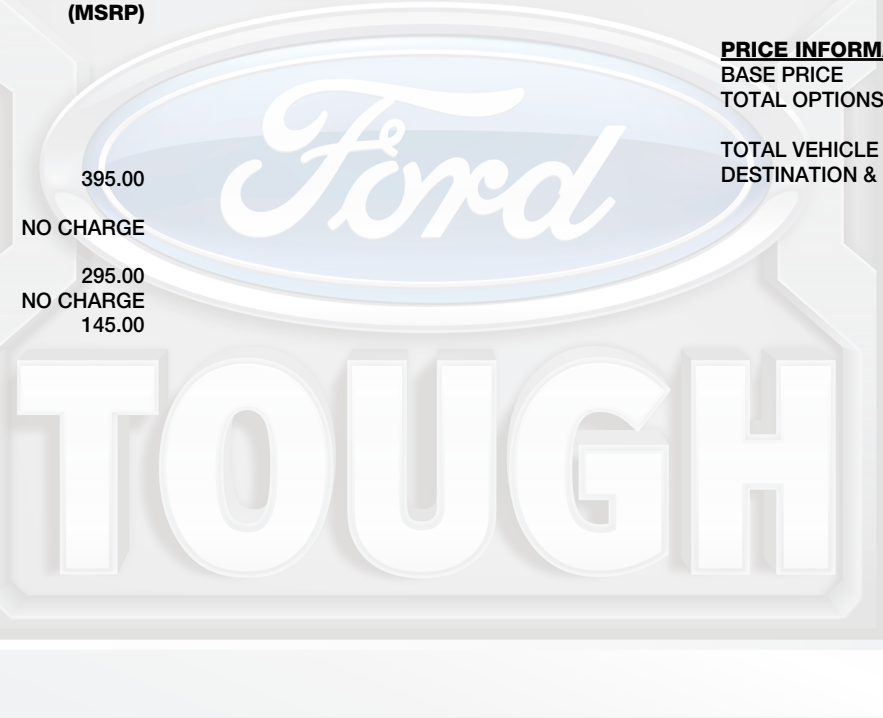 (MSRP)
395.00
NO CHARGE
295.00
NO CHARGE
145.00
PRICE INFORMA
BASE PRICE
TOTAL OPTIONS
TOTAL VEHICLE
DESTINATION &
Ford
TOUGH